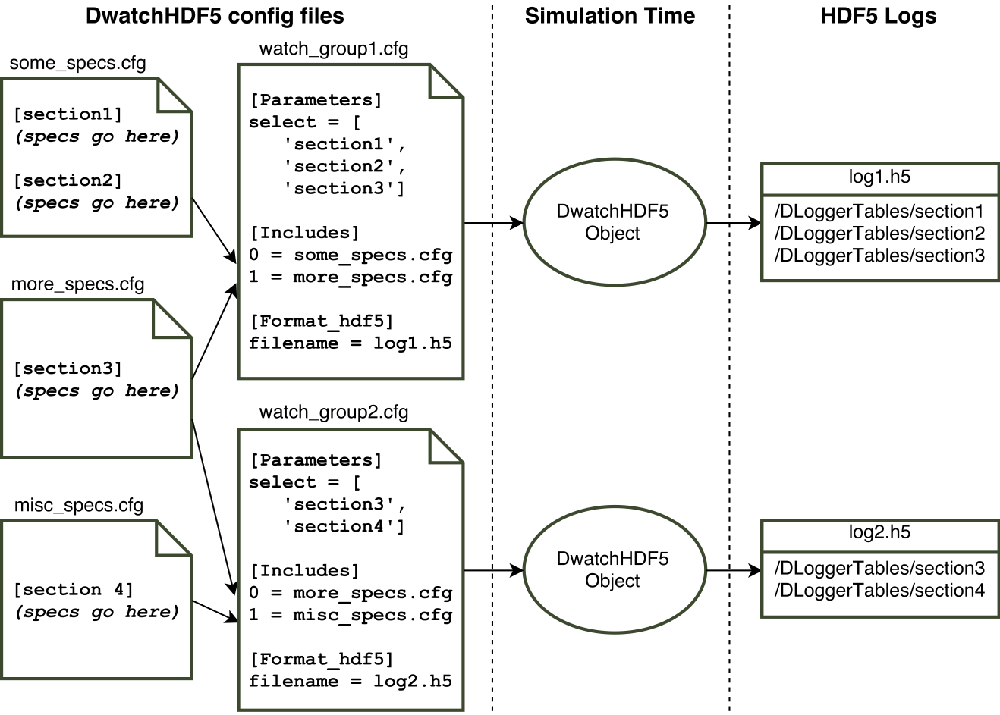 DwatchHDF5 config files
Simulation Time
HDF5 Logs
some_specs.cfg
[section1]
(specs go here)
[section2]
(specs go here)
more_specs.cfg
[section3]
(specs go here)
misc_specs.cfg
[section 4]
(specs go here)
watch_group1.cfg
[Parameters]
select = [
'section1',
'section2',
'section3']
[Includes]
0 = some_specs.cfg
1 = more_specs.cfg
[Format_hdf5]
filename = log1.h5
watch_group2.cfg
[Parameters]
select = [
'section3',
'section4']
[Includes]
0 = more_specs.cfg
1 = misc_specs.cfg
[Format_hdf5]
filename = log2.h5
DwatchHDF5
Object
DwatchHDF5
Object
log1.h5
/DLoggerTables/section1
/DLoggerTables/section2
/DLoggerTables/section3
log2.h5
/DLoggerTables/section3
/DLoggerTables/section4